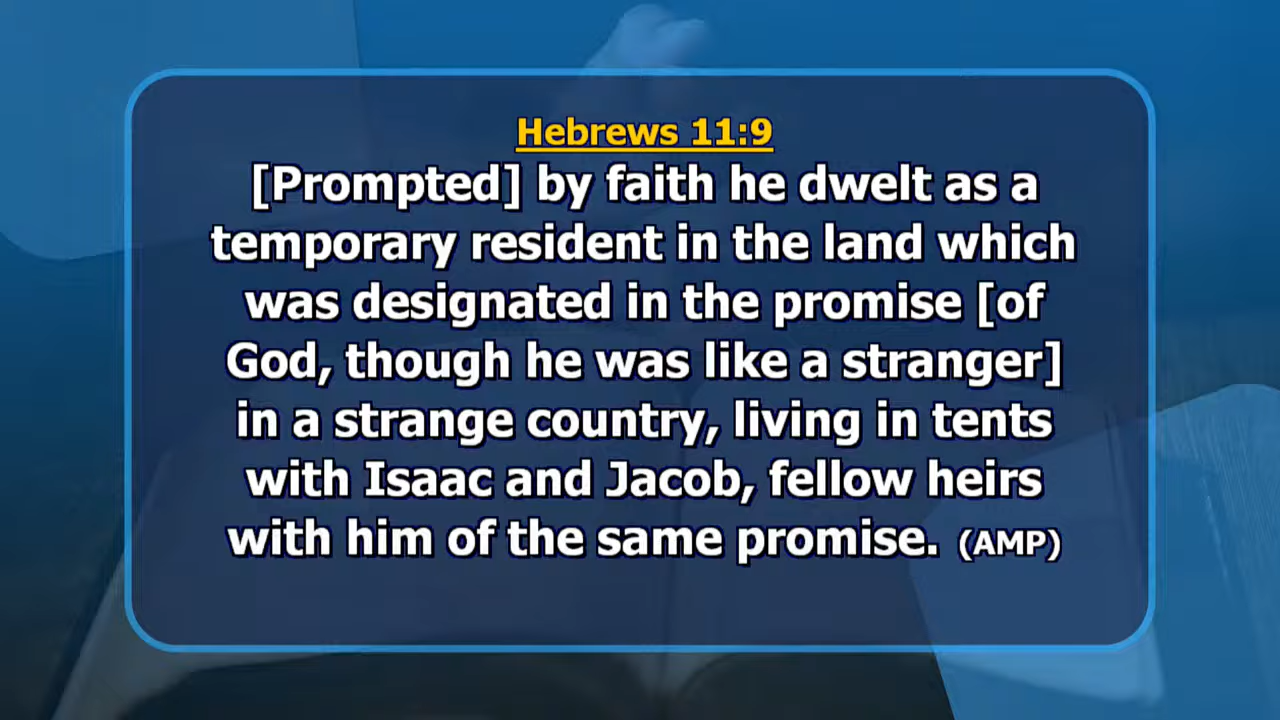 Hebrews 11:9
[Prompted] by faith he dwelt as a
temporary resident in the land which
was designated in the promise [of
God, though he was like a stranger]
in a strange country, living in tents
with Isaac and Jacob, fellow heirs
with him of the same promise. (AMP)